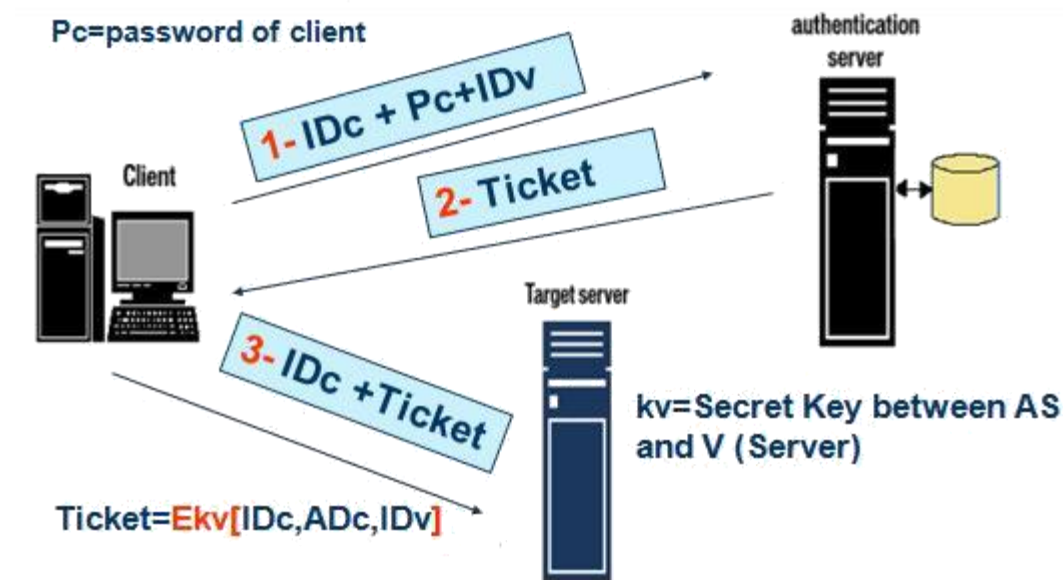 Pc=password of client
authentication
server
1- IDc + Pc+IDv
Client
2- Ticket
Target server
3- IDc +Ticket
kv=Secret Key between AS
and V (Server)
Ticket=Ekv[IDc,ADc,IDv]